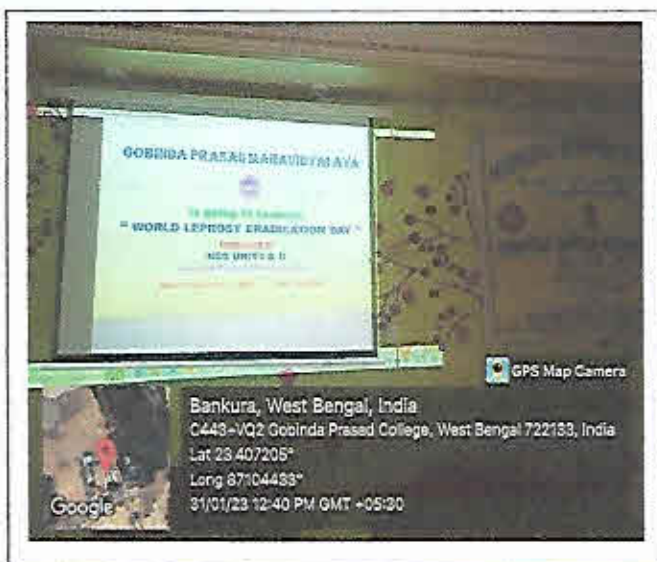 GOBINDA PRASAD MAHAVIDYALAYA
" WORLD LEPROSY ERADICATION DAY "
NSS UNIT I & II
GPS Map Camera
Bankura, West Bengal, India
C443+VQ2 Gobinda Prasad College, West Bengal 722133, India
Lat 23.407205°
Long 87.104433°
31/01/23 12:40 PM GMT +05:30
Google